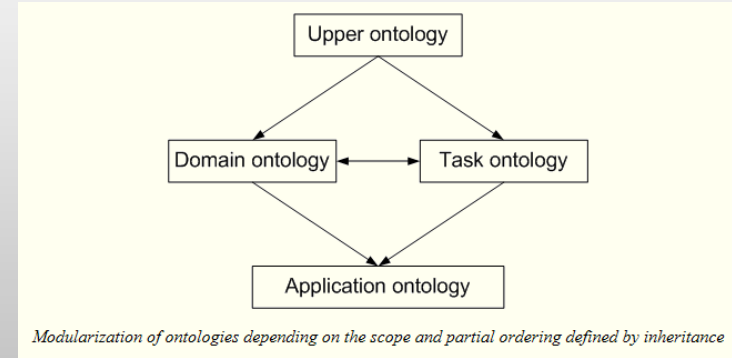 Upper ontology
Domain ontology
Task ontology
Application ontology
Modularization of ontologies depending on the scope and partial ordering defined by inheritance